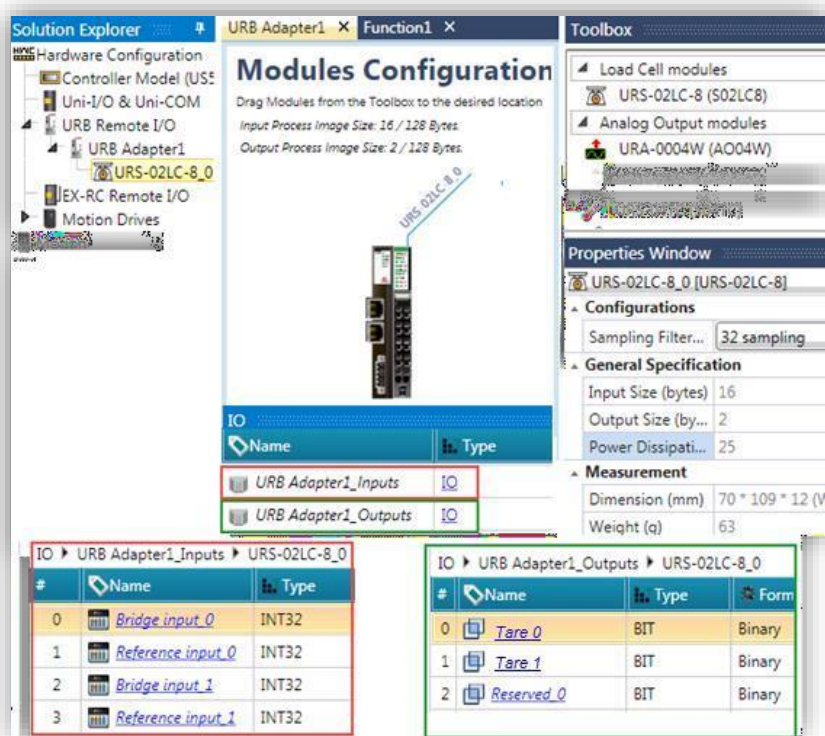 Solution Explorer
Hardware Configuration
Controller Model (US5
Uni-I/O & Uni-COM
URB Remote I/O
URB Adapter1
URS-02LC-8_0
EX-RC Remote I/O
Motion Drives
URB Adapter1 X Function1 X
Modules Configuration
Drag Modules from the Toolbox to the desired location
Input Process Image Size: 16 / 128 Bytes.
Output Process Image Size: 2 / 128 Bytes.
URS-02LC-8_0
IO
Name Type
URB Adapter1_Inputs IO
URB Adapter1_Outputs IO
Toolbox
Load Cell modules
URS-02LC-8 (S02LC8)
Analog Output modules
URA-0004W (AO04W)
Properties Window
URS-02LC-8_0 [URS-02LC-8]
Configurations
Sampling Filter... 32 sampling
General Specification
Input Size (bytes) 16
Output Size (by... 2
Power Dissipati... 25
Measurement
Dimension (mm) 70 * 109 * 12 (W
Weight (g) 63
IO URB Adapter1_Inputs URS-02LC-8_0
# Name Type
0 Bridge input_0 INT32
1 Reference input_0 INT32
2 Bridge input_1 INT32
3 Reference input_1 INT32
IO URB Adapter1_Outputs URS-02LC-8_0
# Name Type Form
0 Tare 0 BIT Binary
1 Tare 1 BIT Binary
2 Reserved_0 BIT Binary